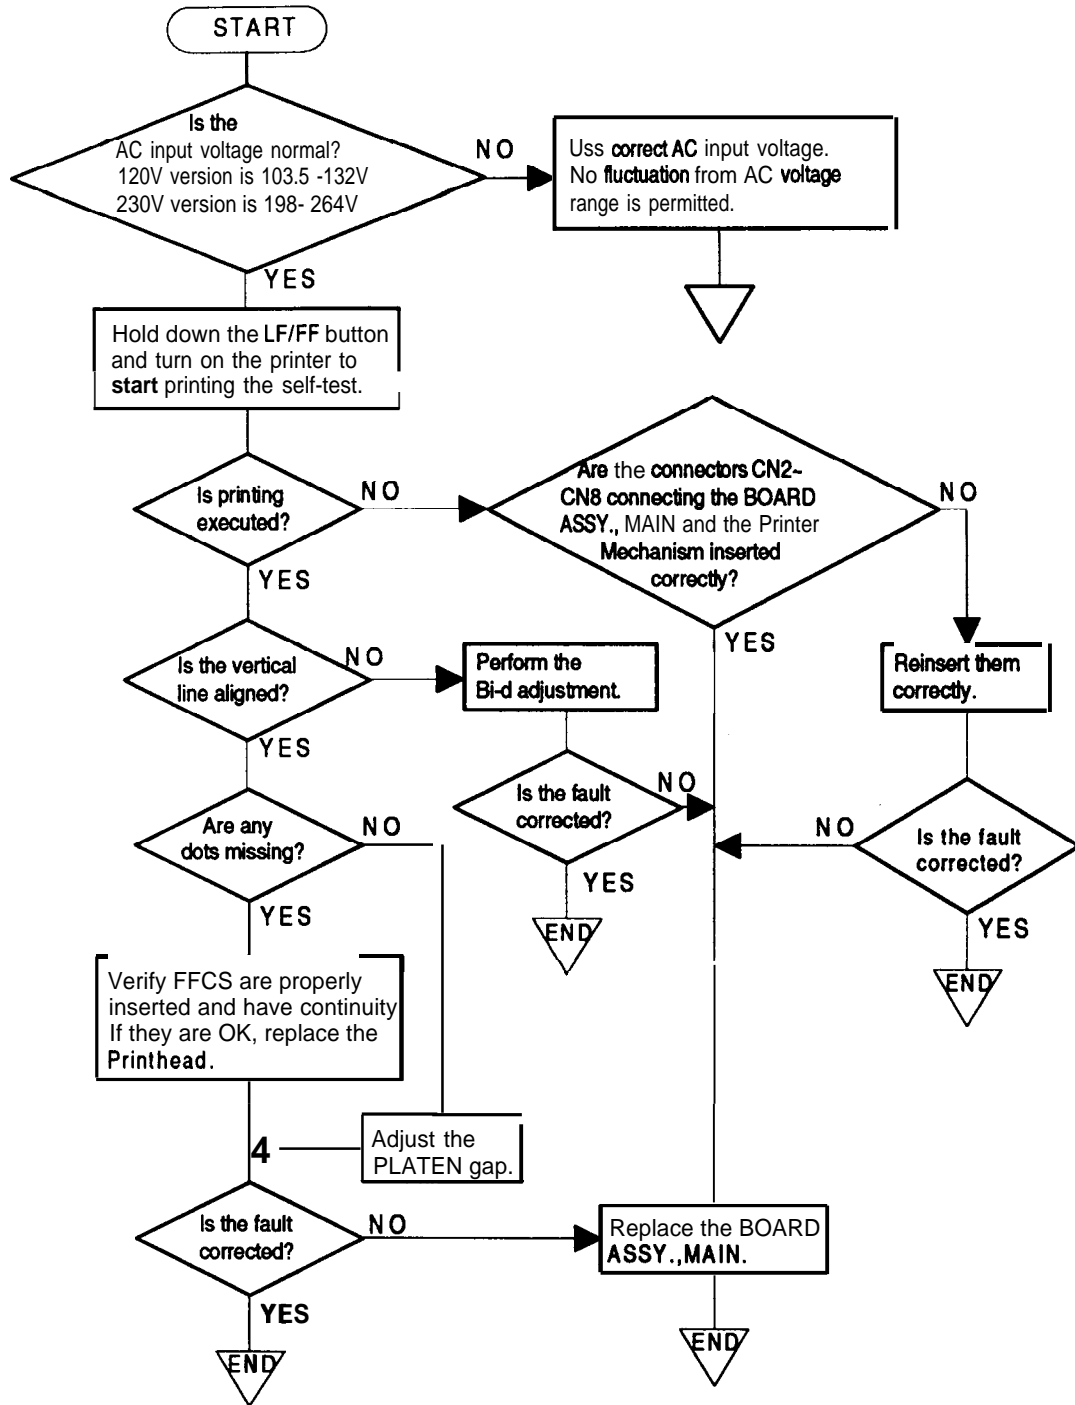 START
Is the
AC input voltage normal?
120V version is 103.5 -132V
230V version is 198- 264V
NO
Uss correct AC input voltage.
No fluctuation from AC voltage
range is permitted.
YES
Hold down the LF/FF button
and turn on the printer to
start printing the self-test.
Is printing
executed?
NO
Are the connectors CN2~
CN8 connecting the BOARD
ASSY., MAIN and the Printer
Mechanism inserted
correctly?
NO
YES
YES
Reinsert them
correctly.
Is the vertical
line aligned?
NO
Perform the
Bi-d adjustment.
YES
Is the fault
corrected?
NO
YES
END
Is the fault
corrected?
NO
YES
END
Are any
dots missing?
NO
YES
Verify FFCS are properly
inserted and have continuity
If they are OK, replace the
Printhead.
4
Adjust the
PLATEN gap.
Is the fault
corrected?
NO
Replace the BOARD
ASSY.,MAIN.
YES
END
END